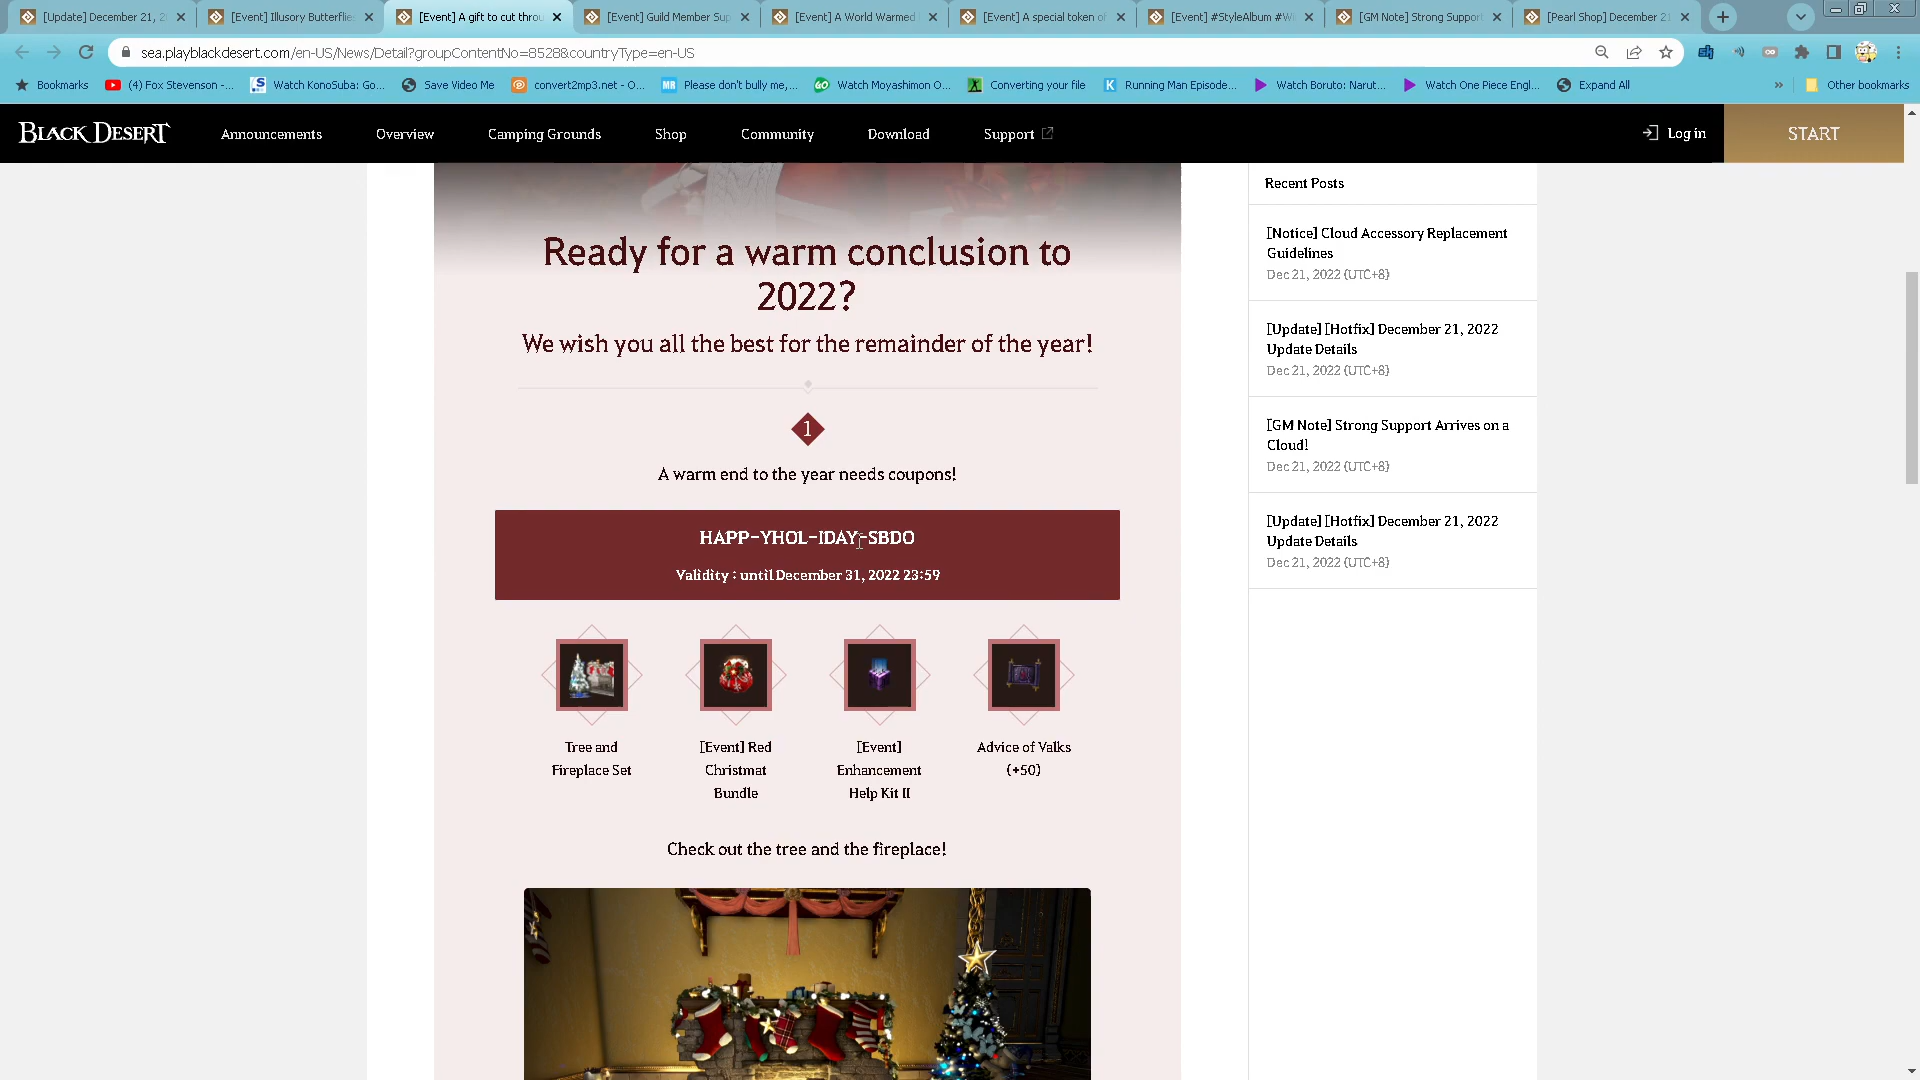 [Update] December 21, 2
[Event] Illusory Butterflie
[Event] A gift to cut throu
[Event] Guild Member Sup
[Event] A World Warmed
[Event] A special token o
[Event] #StyleAlbum #Wi
[GM Note] Strong Support
[Pearl Shop] December 21
sea.playblackdesert.com/en-US/News/Detail?groupContentNo=8528&countryType=en-US
Bookmarks
(4) Fox Stevenson -...
Watch KonoSuba: Go...
Save Video Me
convert2mp3.net - O...
Please don't bully me,...
Watch Moyashimon O...
Converting your file
Running Man Episode...
Watch Boruto: Narut...
Watch One Piece Engl...
Expand All
»
Other bookmarks
BLACK DESERT
Announcements
Overview
Camping Grounds
Shop
Community
Download
Support
Log in
START
Ready for a warm conclusion to
2022?
We wish you all the best for the remainder of the year!
1
A warm end to the year needs coupons!
HAPP-YHOL-IDAY-SBDO
Validity : until December 31, 2022 23:59
Tree and
Fireplace Set
[Event] Red
Christmat
Bundle
[Event]
Enhancement
Help Kit II
Advice of Valks
(+50)
Check out the tree and the fireplace!
Recent Posts
[Notice] Cloud Accessory Replacement
Guidelines
Dec 21, 2022 (UTC+8)
[Update] [Hotfix] December 21, 2022
Update Details
Dec 21, 2022 (UTC+8)
[GM Note] Strong Support Arrives on a
Cloud!
Dec 21, 2022 (UTC+8)
[Update] [Hotfix] December 21, 2022
Update Details
Dec 21, 2022 (UTC+8)